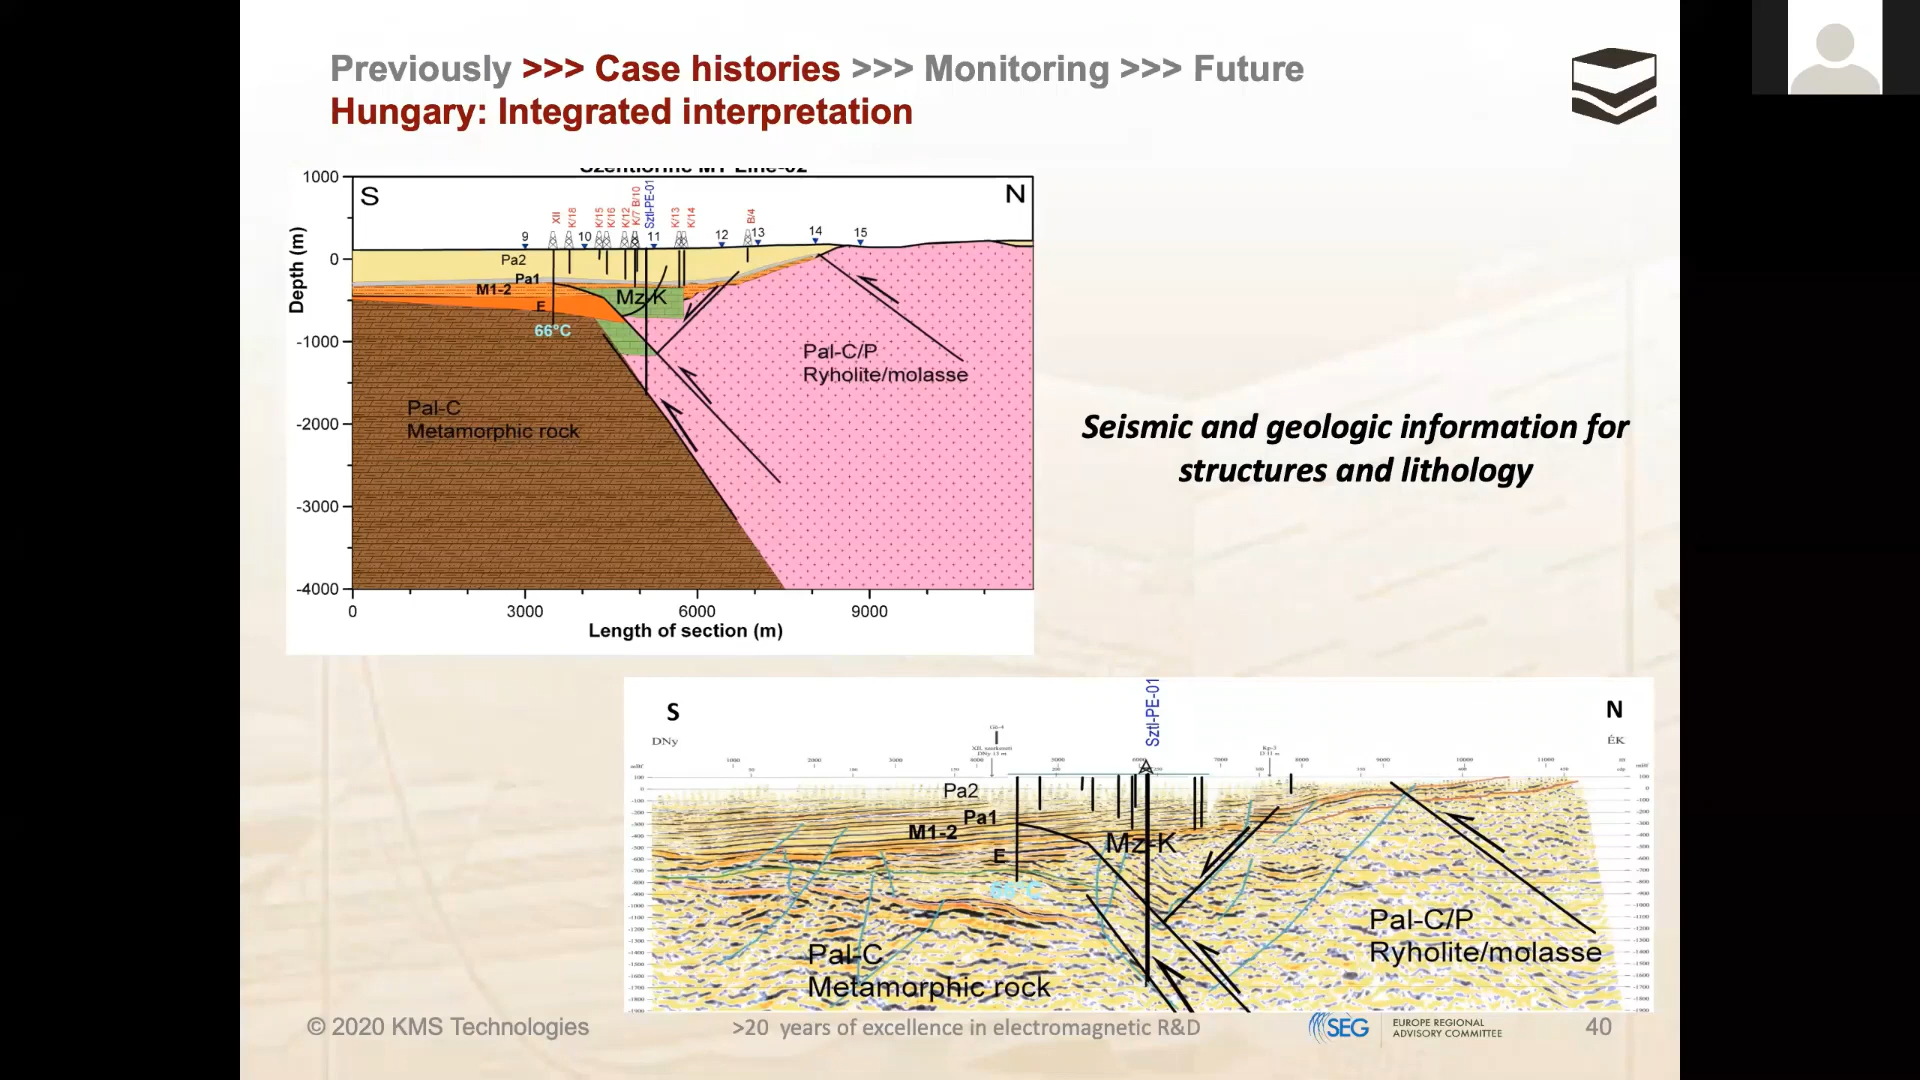 Previously >>> Case histories >>> Monitoring >>> Future
Hungary: Integrated interpretation
S
N
1000
0
-1000
-2000
-3000
-4000
Depth (m)
XII
K/18
K/15
K/16
K/12
K/7 B/10
Sztl-PE-01
K/13
K/14
B/4
9
10
11
12
13
14
15
Pa2
Pa1
M1-2
E
66°C
Mz-K
Pal-C/P
Ryholite/molasse
Pal-C
Metamorphic rock
0
3000
6000
9000
Length of section (m)
Seismic and geologic information for
structures and lithology
S
N
DNy
ÉK
Sztl-PE-01
Pa2
Pa1
M1-2
E
Mz-K
66°C
Pal-C
Metamorphic rock
Pal-C/P
Ryholite/molasse
© 2020 KMS Technologies
>20 years of excellence in electromagnetic R&D
SEG
EUROPE REGIONAL
ADVISORY COMMITTEE
40